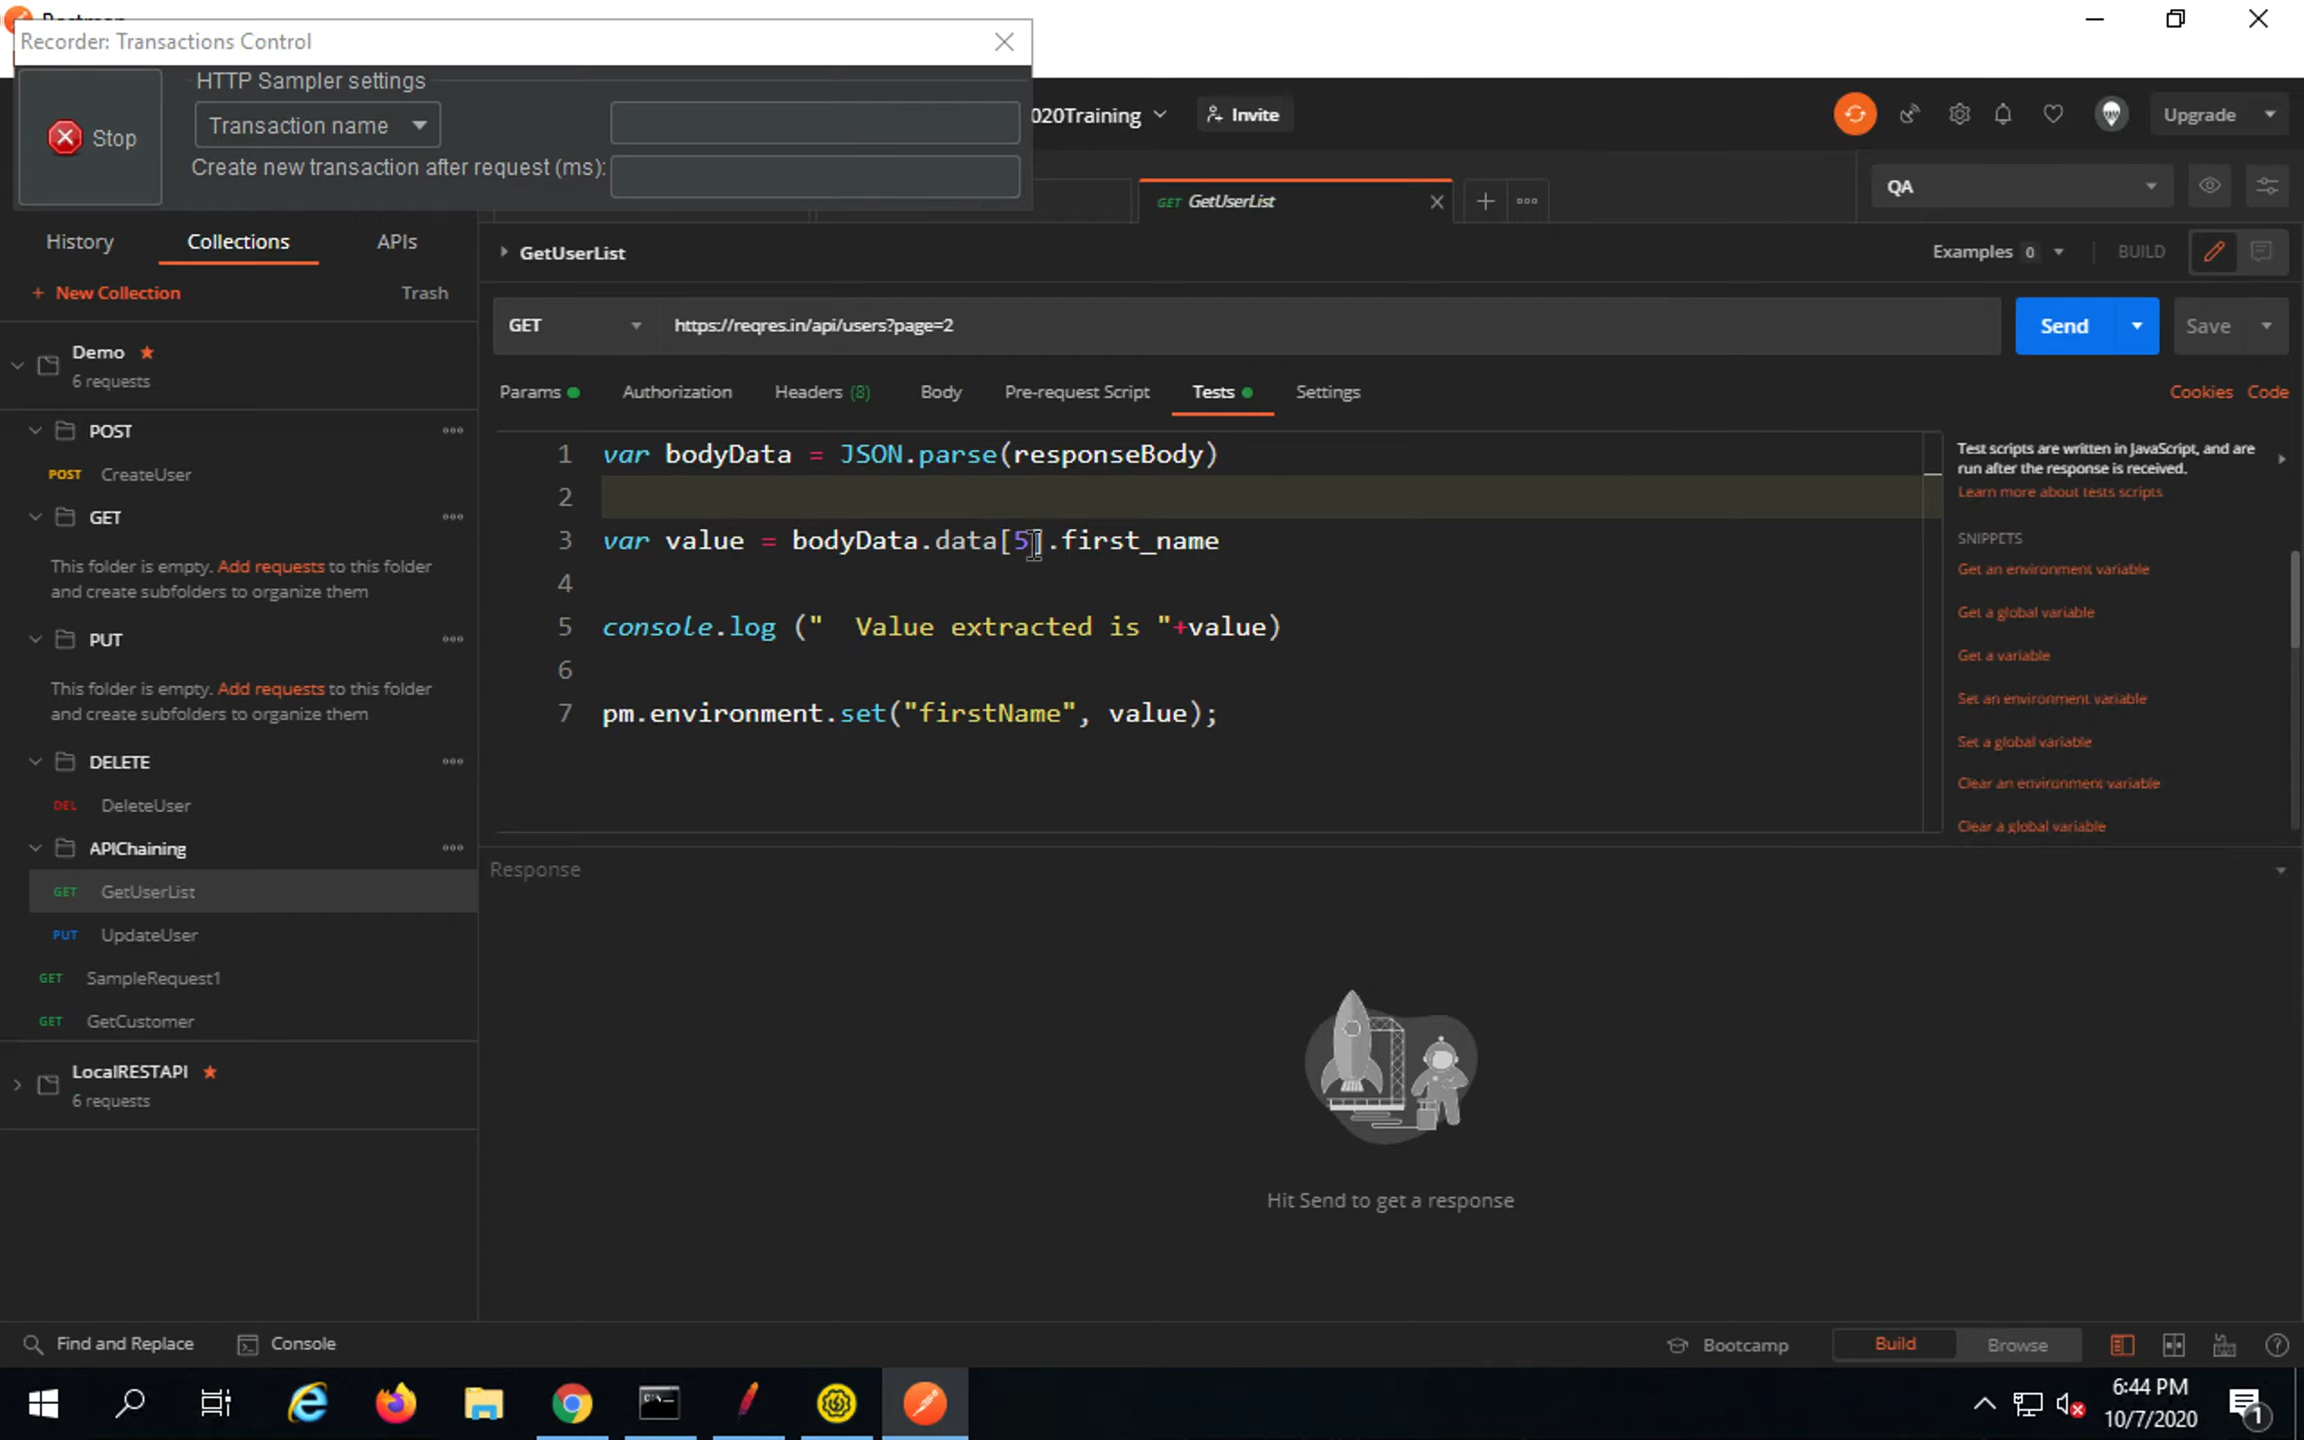 Recorder: Transactions Control
HTTP Sampler settings
Stop
Transaction name
Create new transaction after request (ms):
020Training
Invite
Upgrade
GET GetUserList
QA
History
Collections
APIs
+ New Collection
Trash
GetUserList
Examples 0
BUILD
GET
https://reqres.in/api/users?page=2
Send
Save
Demo
6 requests
Params
Authorization
Headers (8)
Body
Pre-request Script
Tests
Settings
Cookies
Code
POST
POST CreateUser
GET
This folder is empty. Add requests to this folder
and create subfolders to organize them
PUT
This folder is empty. Add requests to this folder
and create subfolders to organize them
DELETE
DEL DeleteUser
APIChaining
GET GetUserList
PUT UpdateUser
GET SampleRequest1
GET GetCustomer
LocalRESTAPI
6 requests
1 var bodyData = JSON.parse(responseBody)
2
3 var value = bodyData.data[5].first_name
4
5 console.log ("  Value extracted is "+value)
6
7 pm.environment.set("firstName", value);
Test scripts are written in JavaScript, and are
run after the response is received.
Learn more about tests scripts
SNIPPETS
Get an environment variable
Get a global variable
Get a variable
Set an environment variable
Set a global variable
Clear an environment variable
Clear a global variable
Response
Hit Send to get a response
Find and Replace
Console
Bootcamp
Build
Browse
6:44 PM
10/7/2020
1